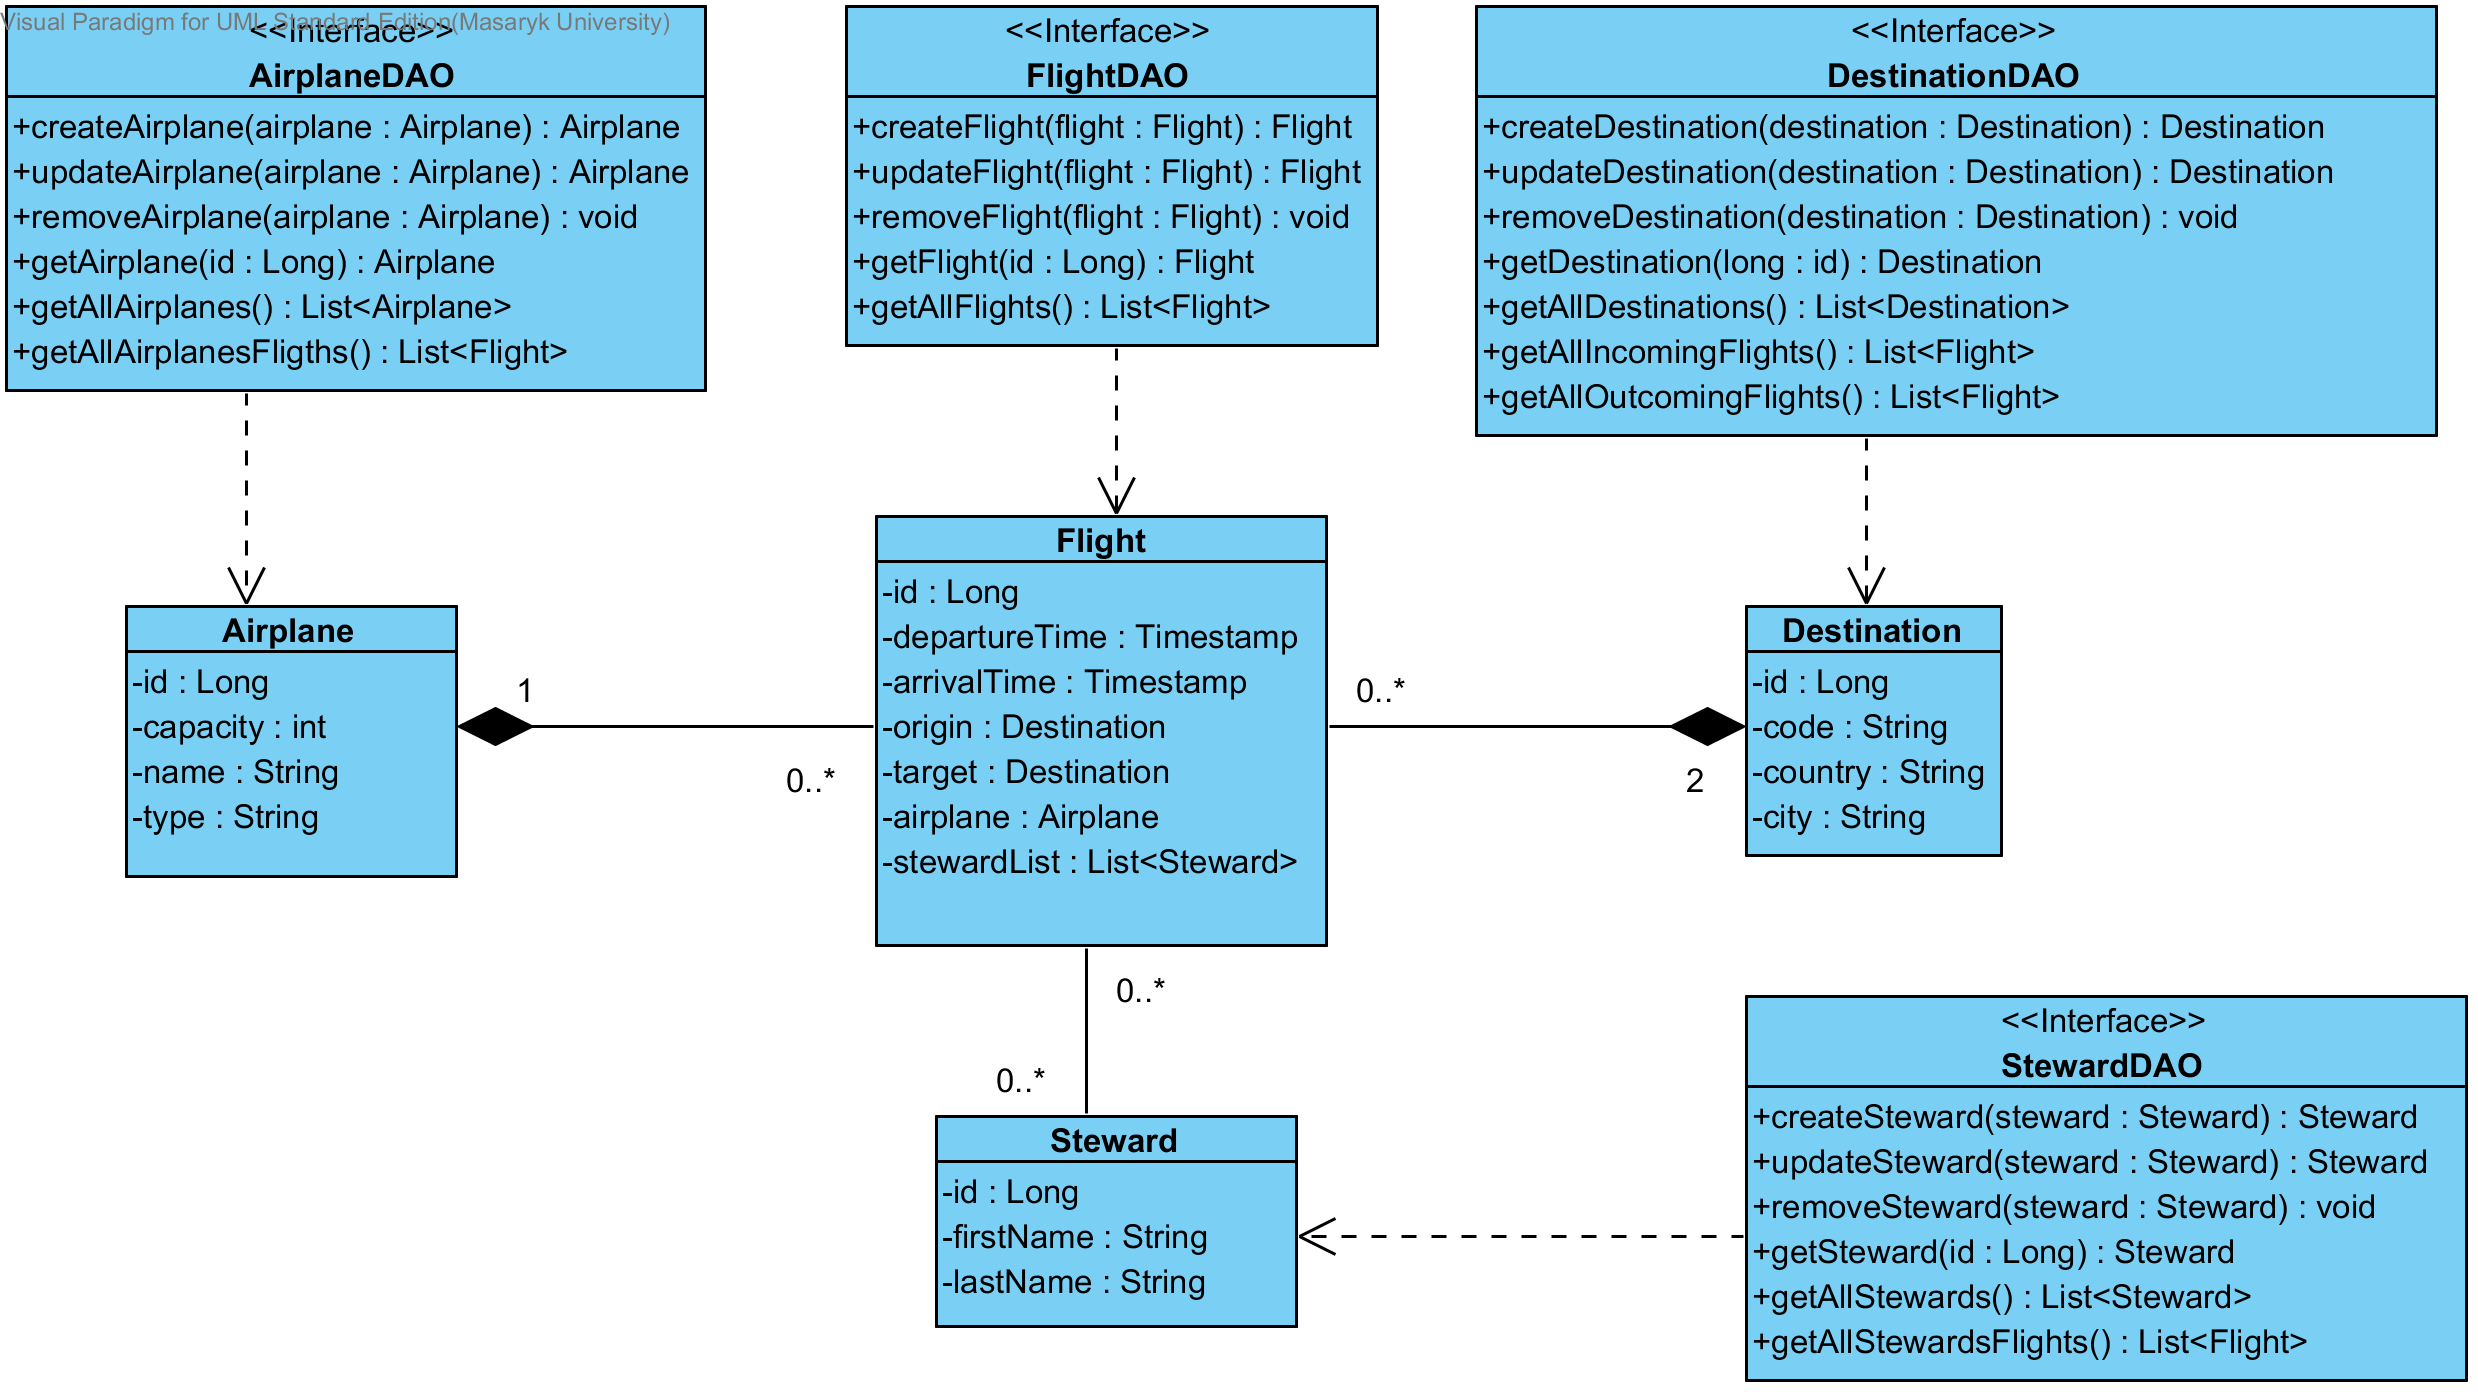 Visual Paradigm for UML Standard Edition(Masaryk University)
<<Interface>>
AirplaneDAO
+createAirplane(airplane : Airplane) : Airplane
+updateAirplane(airplane : Airplane) : Airplane
+removeAirplane(airplane : Airplane) : void
+getAirplane(id : Long) : Airplane
+getAllAirplanes() : List<Airplane>
+getAllAirplanesFligths() : List<Flight>
<<Interface>>
FlightDAO
+createFlight(flight : Flight) : Flight
+updateFlight(flight : Flight) : Flight
+removeFlight(flight : Flight) : void
+getFlight(id : Long) : Flight
+getAllFlights() : List<Flight>
<<Interface>>
DestinationDAO
+createDestination(destination : Destination) : Destination
+updateDestination(destination : Destination) : Destination
+removeDestination(destination : Destination) : void
+getDestination(long : id) : Destination
+getAllDestinations() : List<Destination>
+getAllIncomingFlights() : List<Flight>
+getAllOutcomingFlights() : List<Flight>
Airplane
-id : Long
-capacity : int
-name : String
-type : String
1
0..*
Flight
-id : Long
-departureTime : Timestamp
-arrivalTime : Timestamp
-origin : Destination
-target : Destination
-airplane : Airplane
-stewardList : List<Steward>
0..*
2
Destination
-id : Long
-code : String
-country : String
-city : String
0..*
0..*
Steward
-id : Long
-firstName : String
-lastName : String
<<Interface>>
StewardDAO
+createSteward(steward : Steward) : Steward
+updateSteward(steward : Steward) : Steward
+removeSteward(steward : Steward) : void
+getSteward(id : Long) : Steward
+getAllStewards() : List<Steward>
+getAllStewardsFlights() : List<Flight>